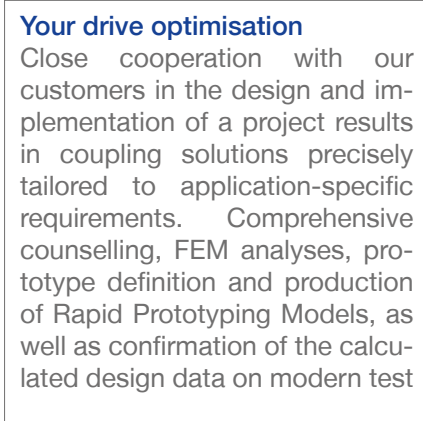 Your drive optimisation
Close cooperation with our
customers in the design and im-
plementation of a project results
in coupling solutions precisely
tailored to application-specific
requirements. Comprehensive
counselling, FEM analyses, pro-
totype definition and production
of Rapid Prototyping Models, as
well as confirmation of the calcu-
lated design data on modern test